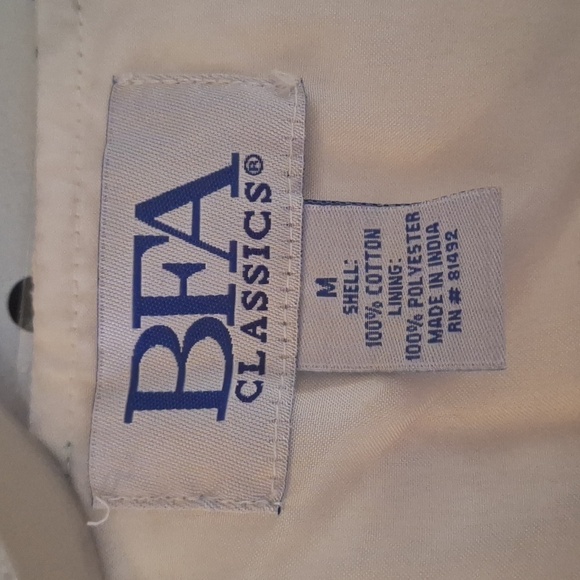 BFA
CLASSICS®
M
SHELL:
100% COTTON
LINING:
100% POLYESTER
MADE IN INDIA
RN # 81492